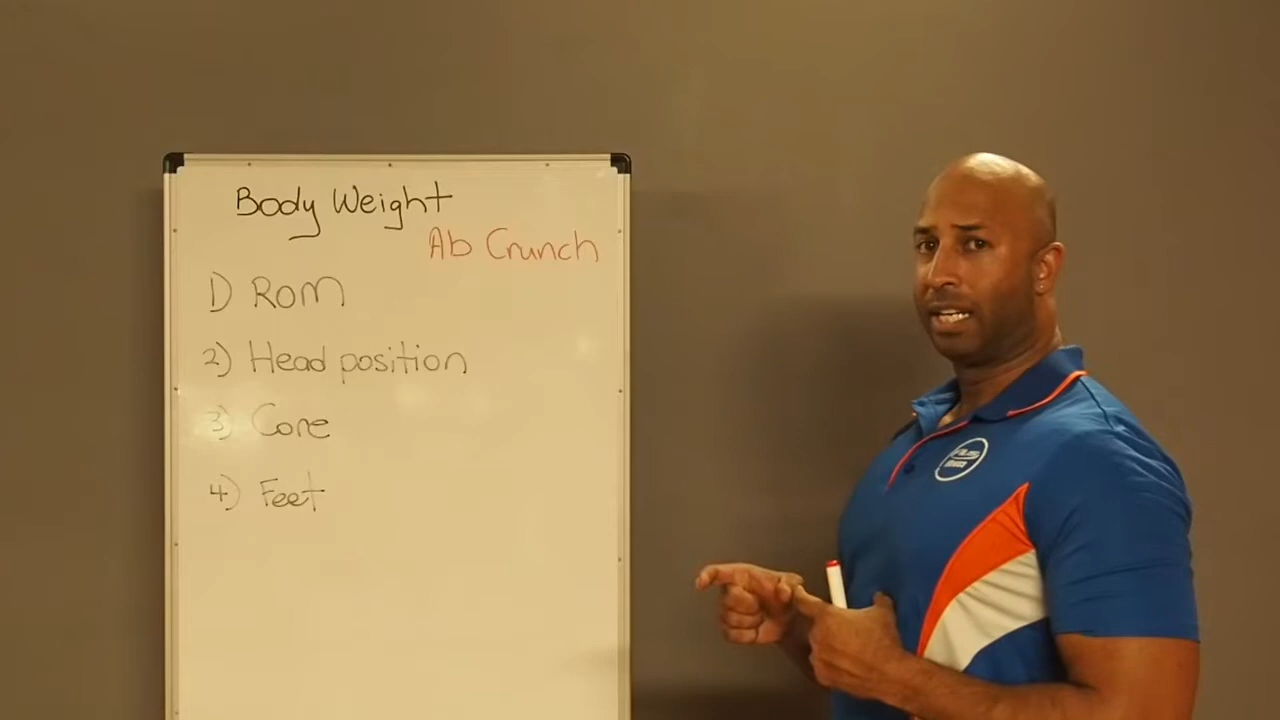 Body Weight
Ab Crunch
1) ROM
2) Head position
3) Core
4) Feet